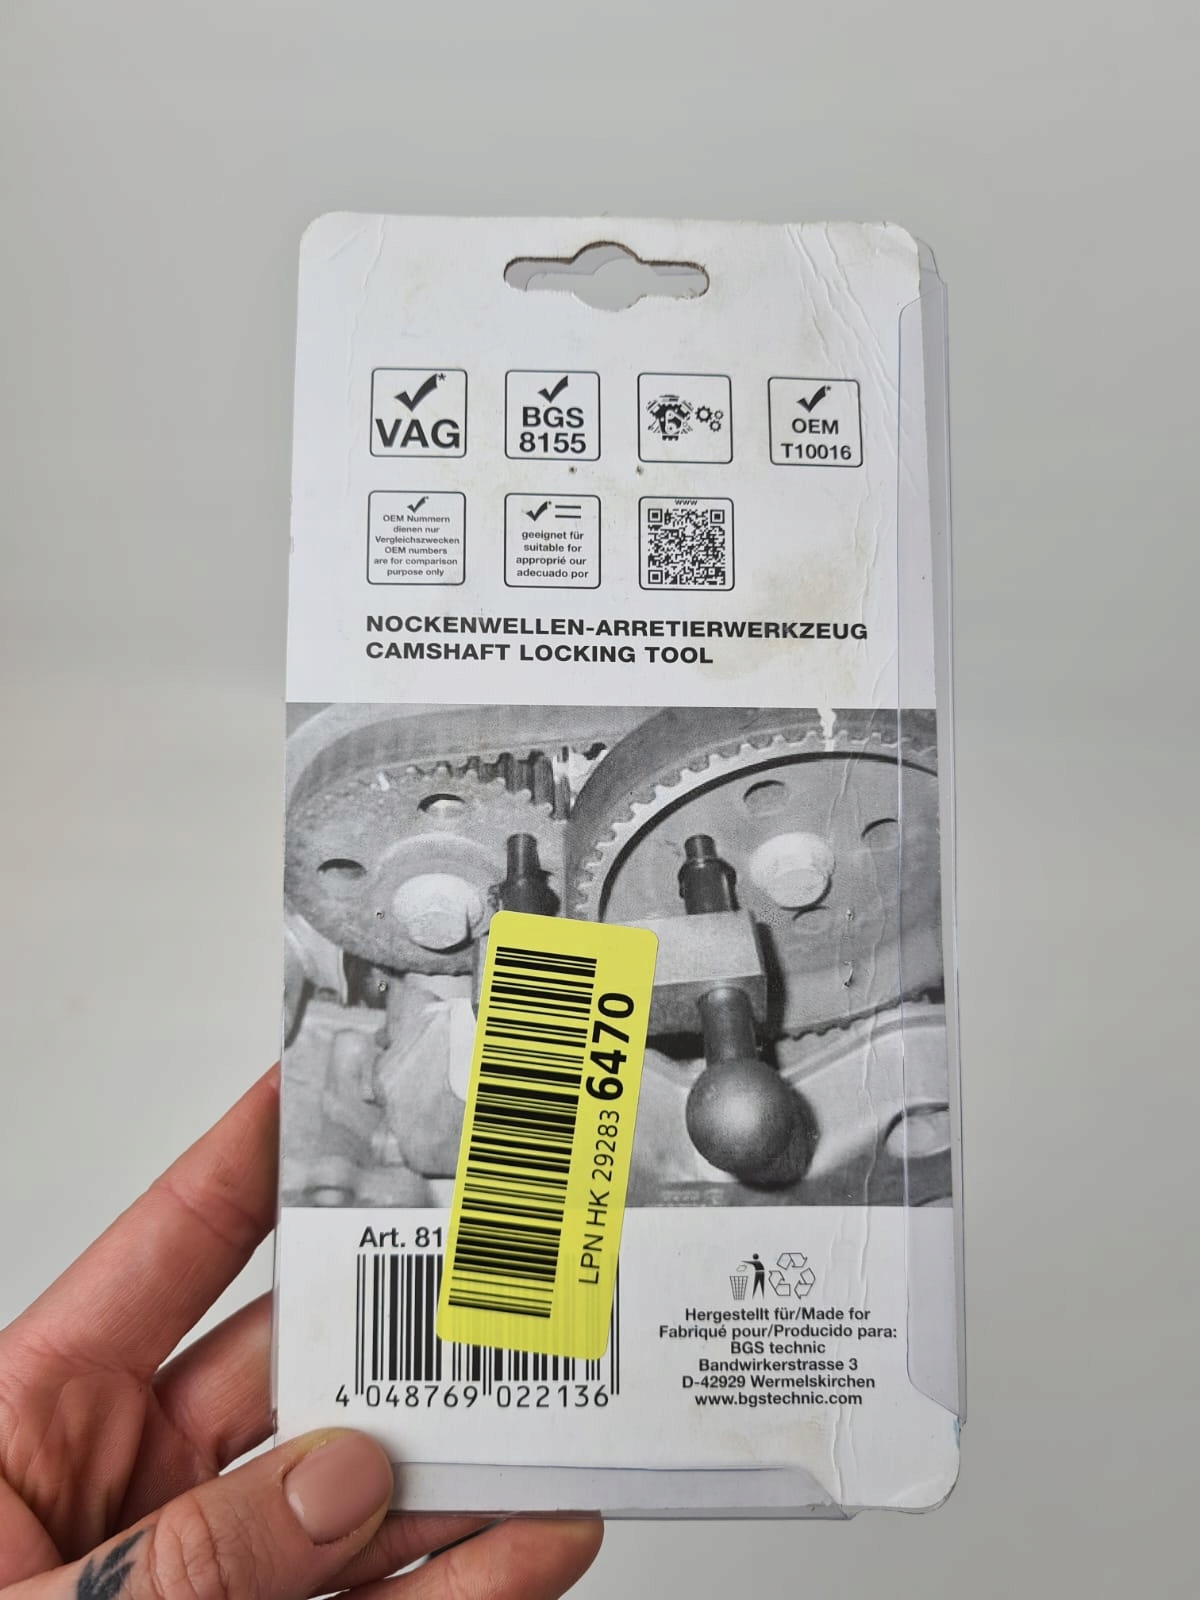 VAG
BGS
8155
OEM
T10016
OEM Nummern
dienen nur
Vergleichszwecken
OEM numbers
are for comparison
purpose only
geeignet für
suitable for
approprié our
adecuado por
www
NOCKENWELLEN-ARRETIERWERKZEUG
CAMSHAFT LOCKING TOOL
LPN HK 29283 6470
Art. 81
4 048769 022136
Hergestellt für/Made for
Fabriqué pour/Producido para:
BGS technic
Bandwirkerstrasse 3
D-42929 Wermelskirchen
www.bgstechnic.com